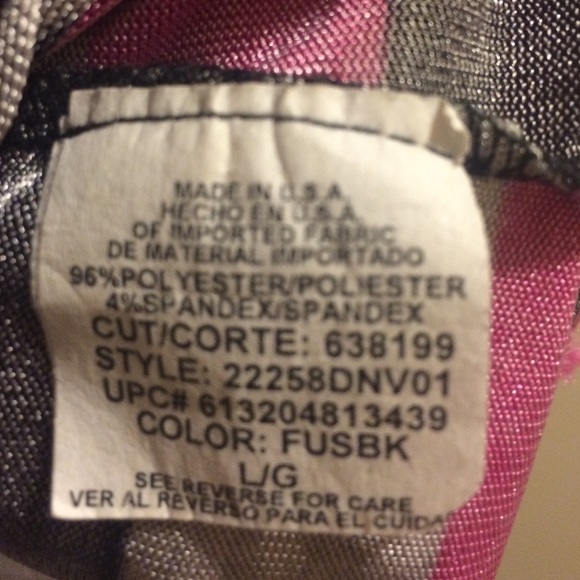 MADE IN U.S.A.
HECHO EN U.S.A.
OF IMPORTED FABRIC
DE MATERIAL IMPORTADO
96%POLYESTER/POLIESTER
4%SPANDEX/SPANDEX
CUT/CORTE: 638199
STYLE: 22258DNV01
UPC# 613204813439
COLOR: FUSBK
L/G
SEE REVERSE FOR CARE
VER AL REVERSO PARA EL CUIDA